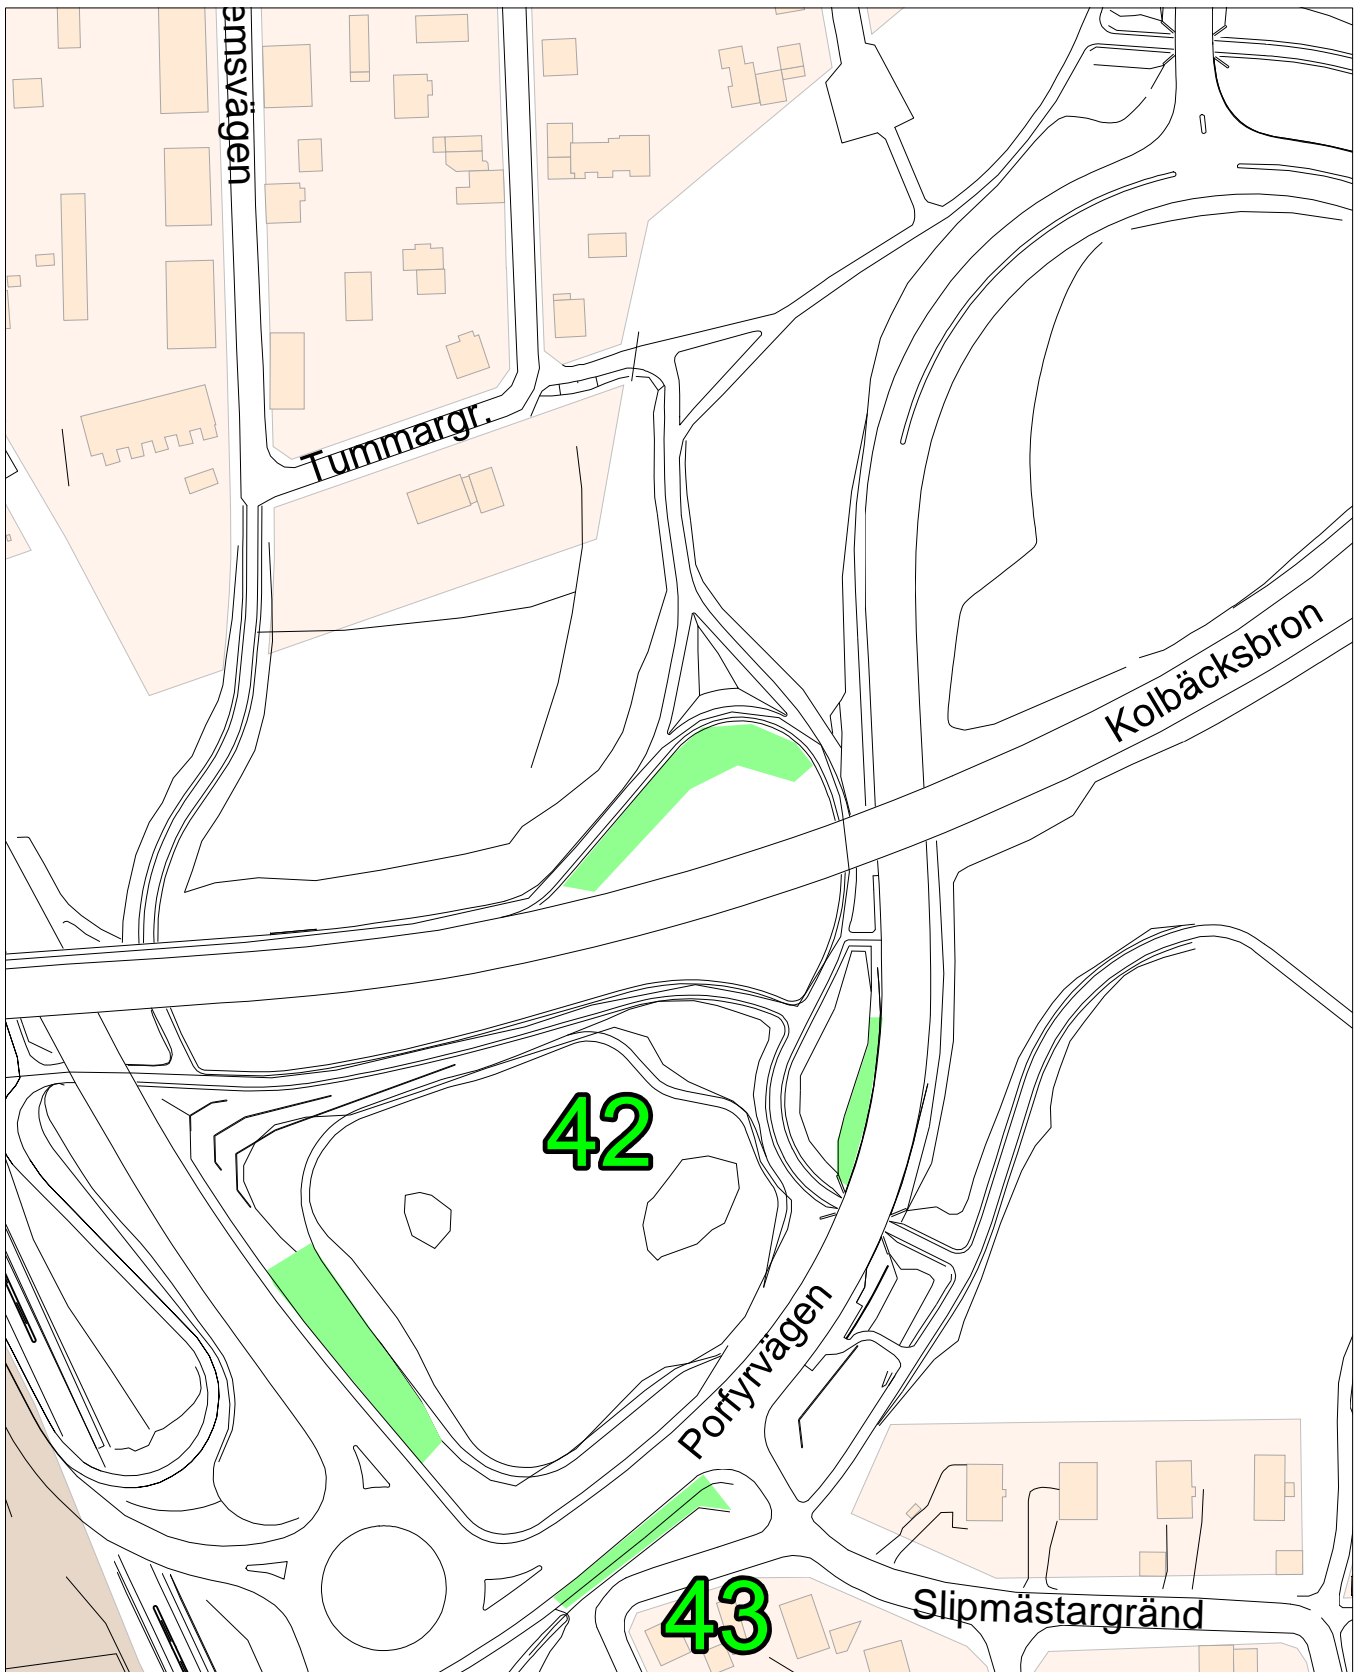 emsvägen
Tummargr.
Kolbäcksbron
42
Porfyrvägen
43
Slipmästargränd